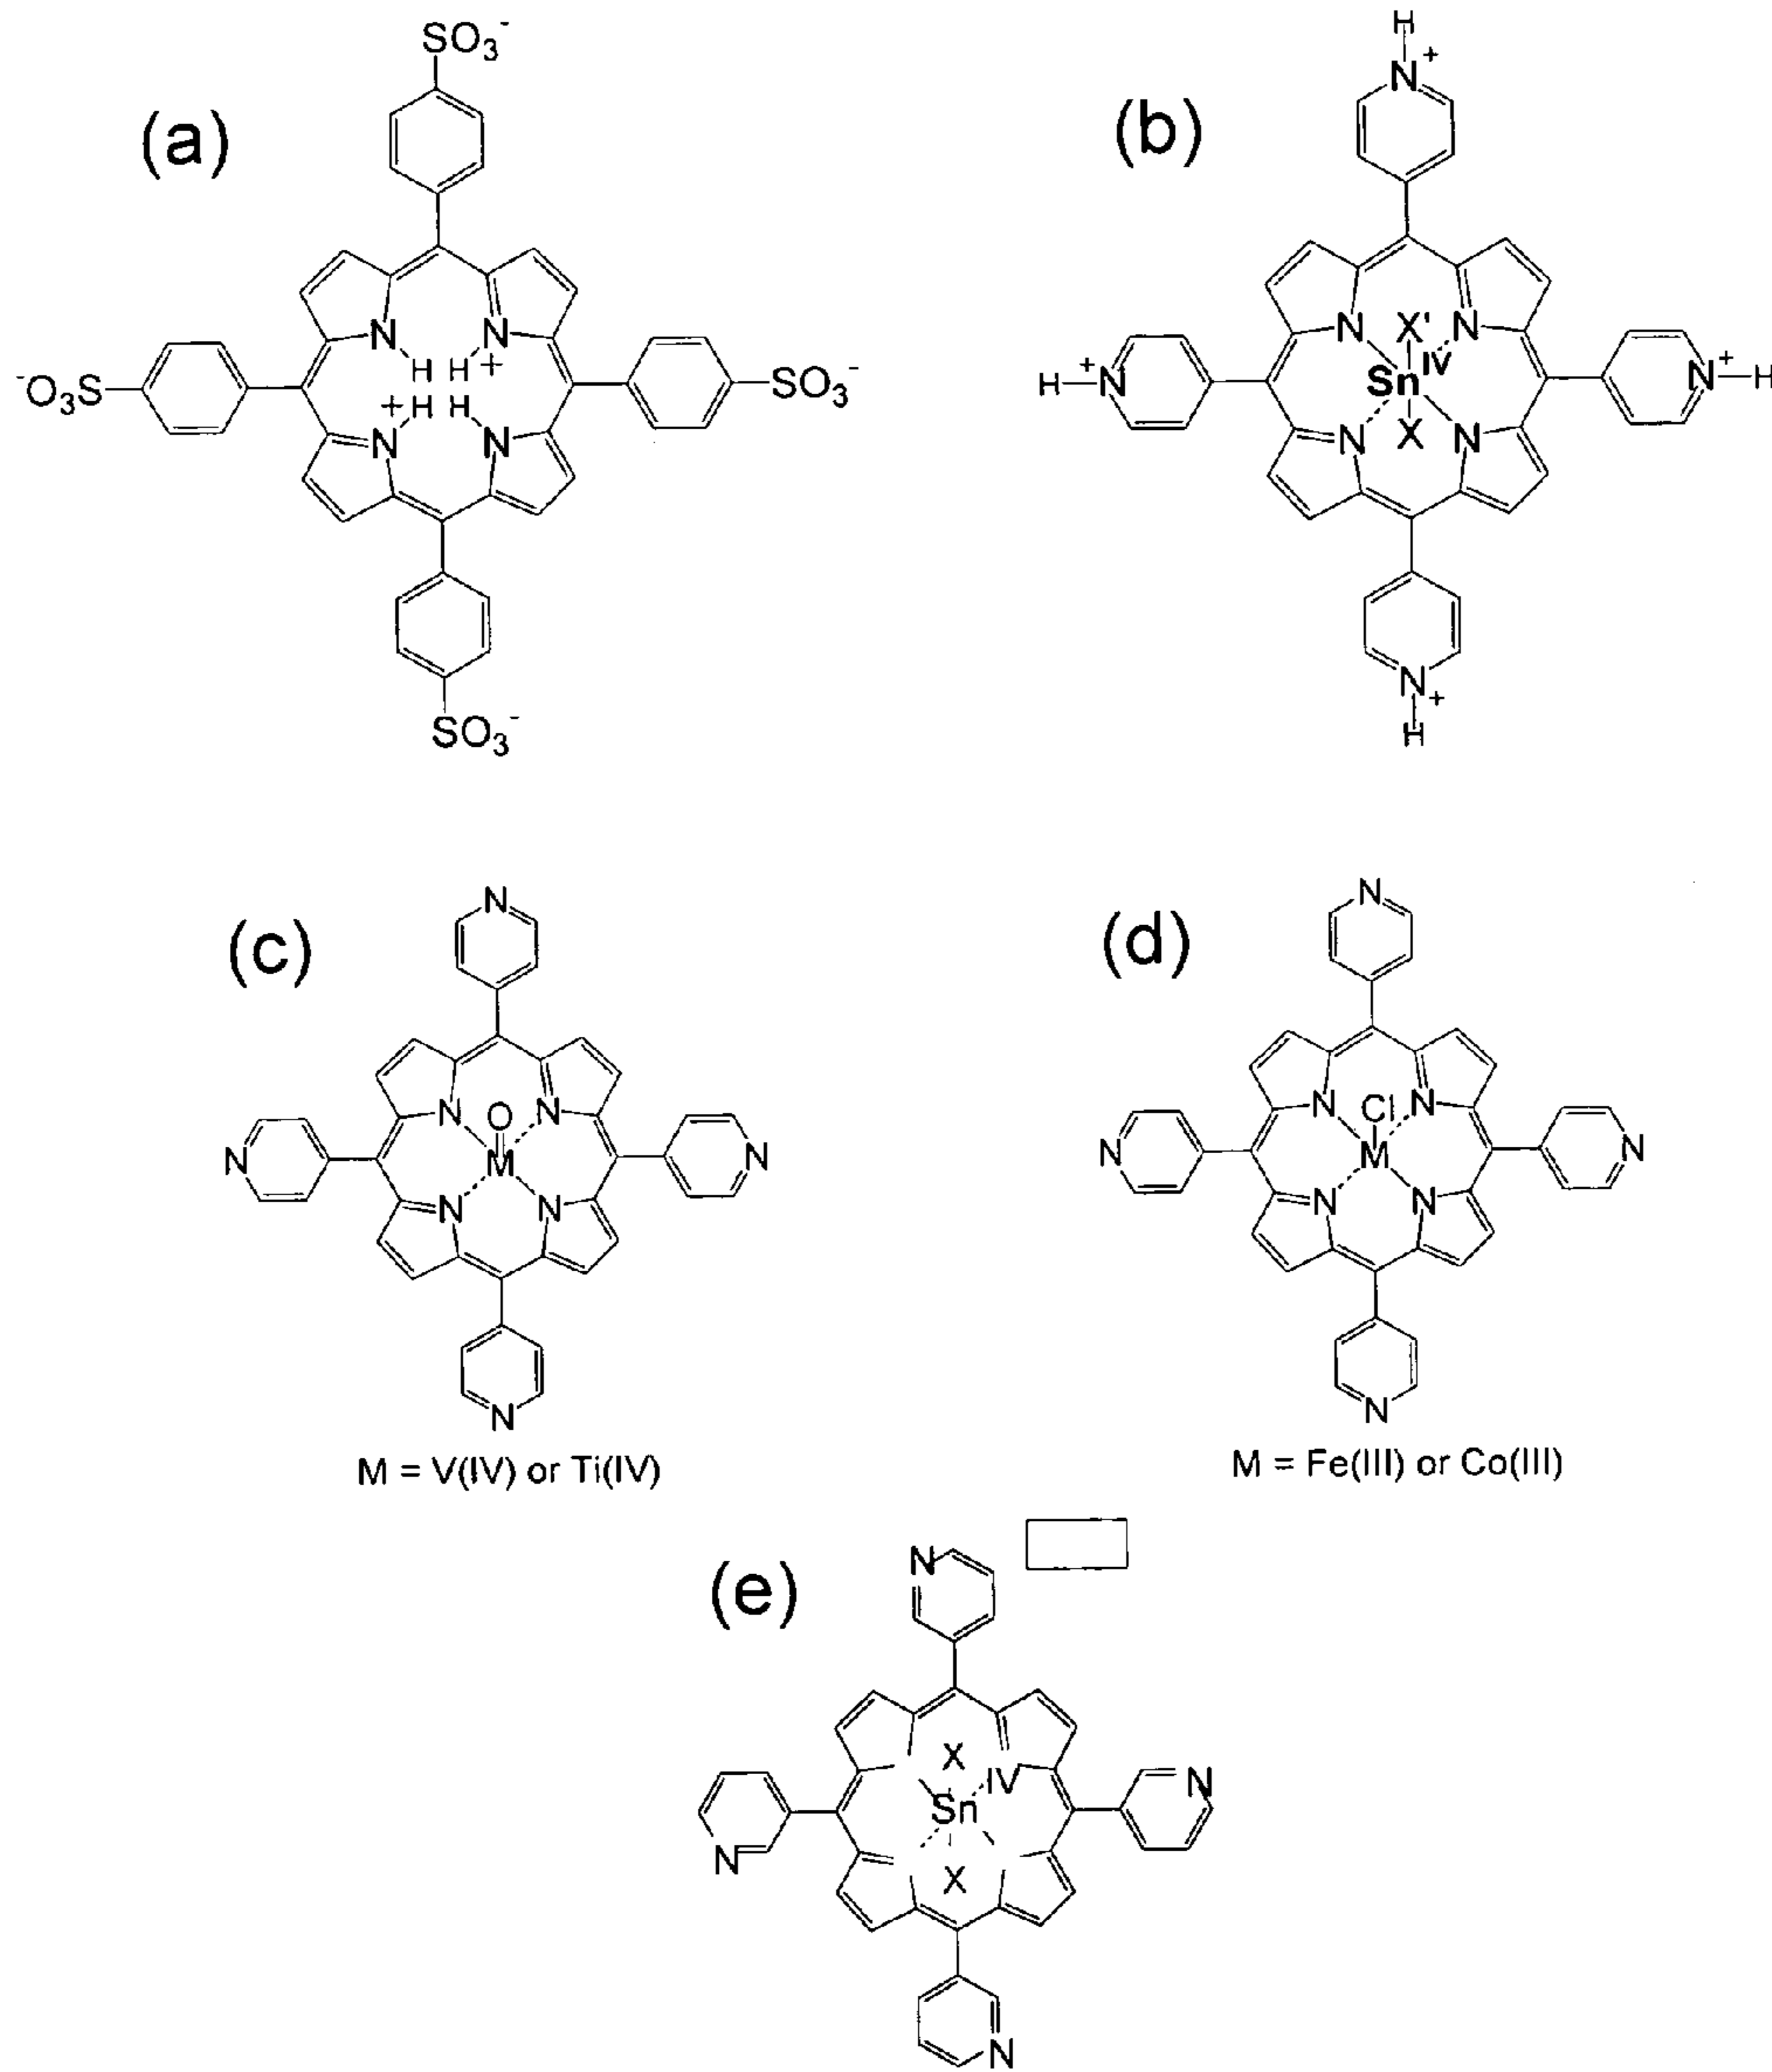 SO₃⁻
(a)
N N
H H +
⁻O₃S
SO₃⁻
+ H H
N N
SO₃⁻
H
N⁺
(b)
N X' N
IV
H N⁺
Sn
N⁺ H
N X N
N⁺
H
(c)
N
N O N
N
M
N
N N
N
M = V(IV) or Ti(IV)
(d)
N
N Cl N
N
M
N
N N
N
M = Fe(III) or Co(III)
(e)
N
X
IV
N
Sn
N
X
N